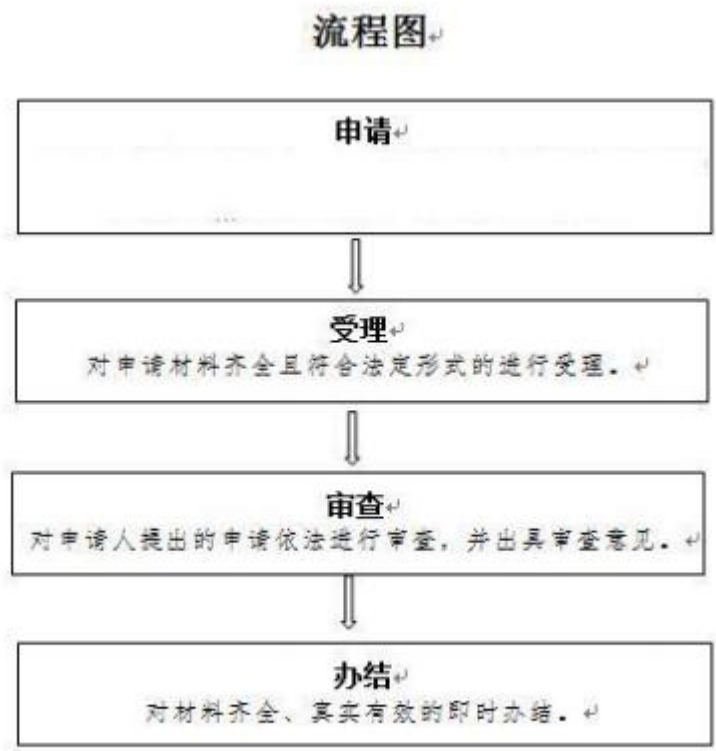 流程图
申请
...
受理
对申请材料齐全且符合法定形式的进行受理。
审查
对申请人提出的申请依法进行审查，并出具审查意见。
办结
对材料齐全、真实有效的即时办结。